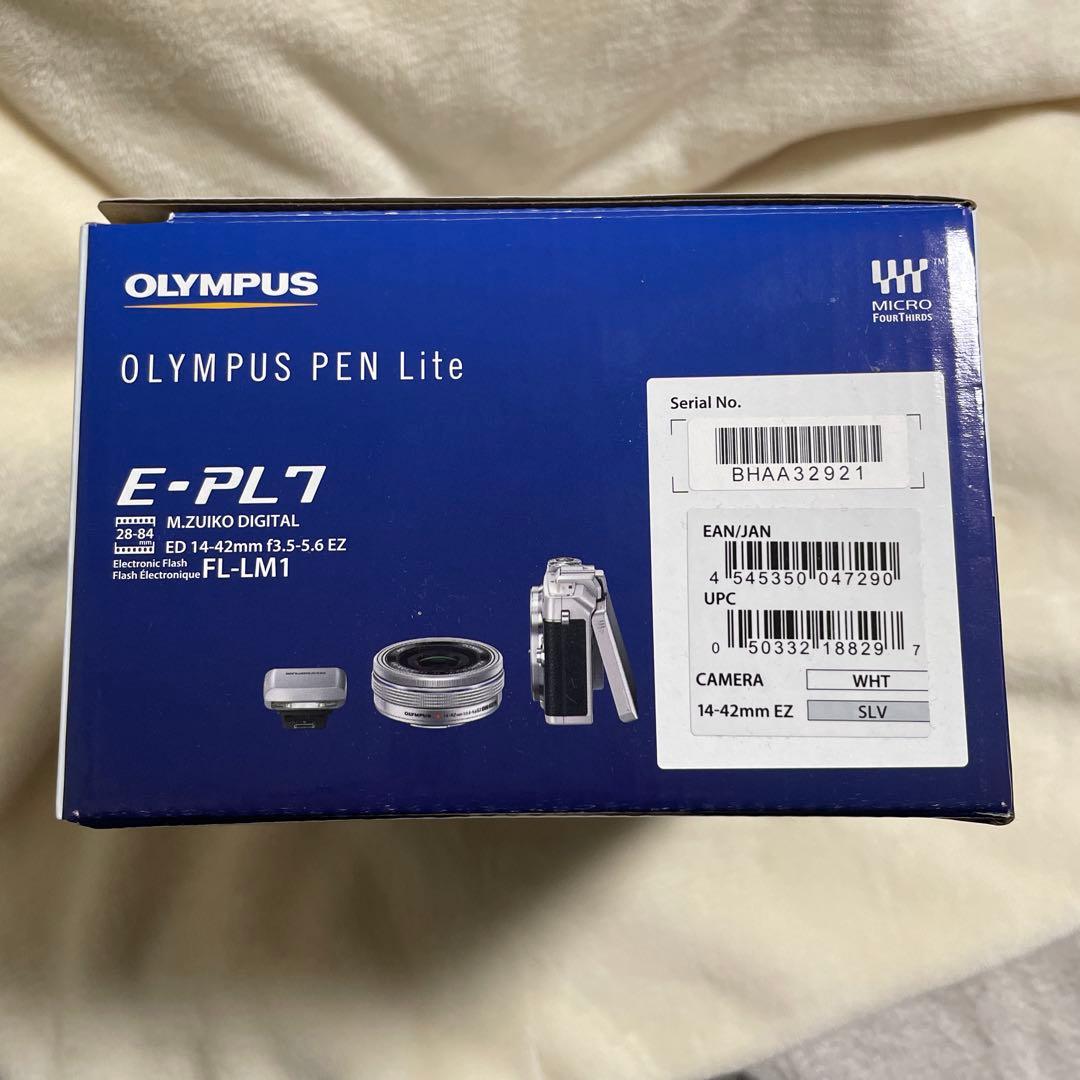 OLYMPUS
MICRO
FOURTHIRDS
TM
OLYMPUS PEN Lite
E-PL7
28-84
mm
M.ZUIKO DIGITAL
ED 14-42mm f3.5-5.6 EZ
Electronic Flash
Flash Électronique FL-LM1
OLYMPUS
Serial No.
BHAA32921
EAN/JAN
4 545350 047290
UPC
0 50332 18829 7
CAMERA WHT
14-42mm EZ SLV